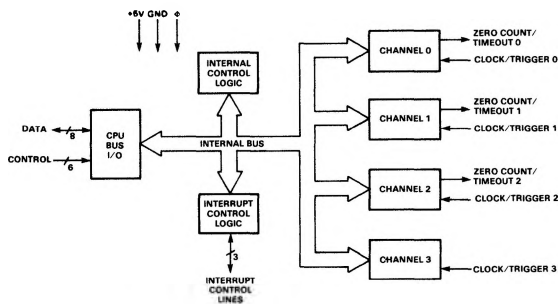 +5V GND Φ
INTERNAL
CONTROL
LOGIC
DATA
8
CONTROL
6
CPU
BUS
I/O
INTERNAL BUS
INTERRUPT
CONTROL
LOGIC
3
INTERRUPT
CONTROL
LINES
CHANNEL 0
ZERO COUNT/
TIMEOUT 0
CLOCK/TRIGGER 0
CHANNEL 1
ZERO COUNT/
TIMEOUT 1
CLOCK/TRIGGER 1
CHANNEL 2
ZERO COUNT/
TIMEOUT 2
CLOCK/TRIGGER 2
CHANNEL 3
CLOCK/TRIGGER 3